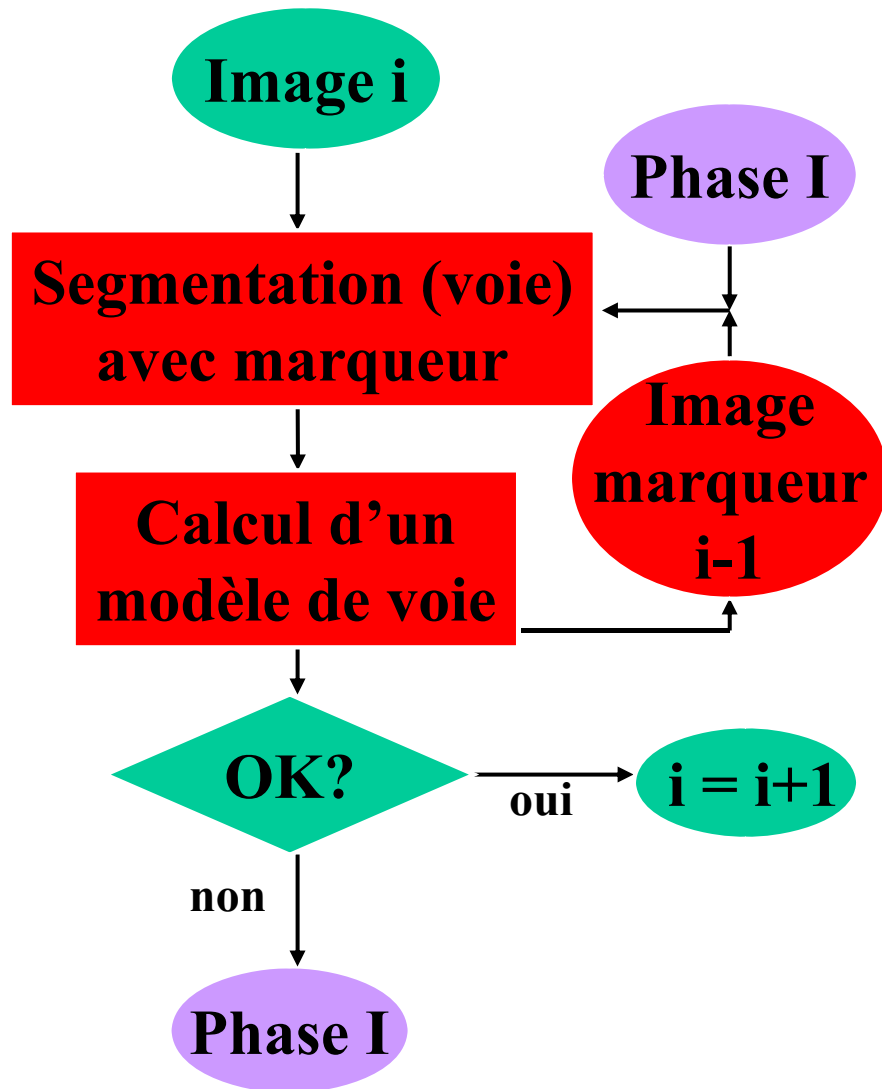 Image i
Phase I
Segmentation (voie)
avec marqueur
Image
marqueur
i-1
Calcul d’un
modèle de voie
OK?
oui
i = i+1
non
Phase I